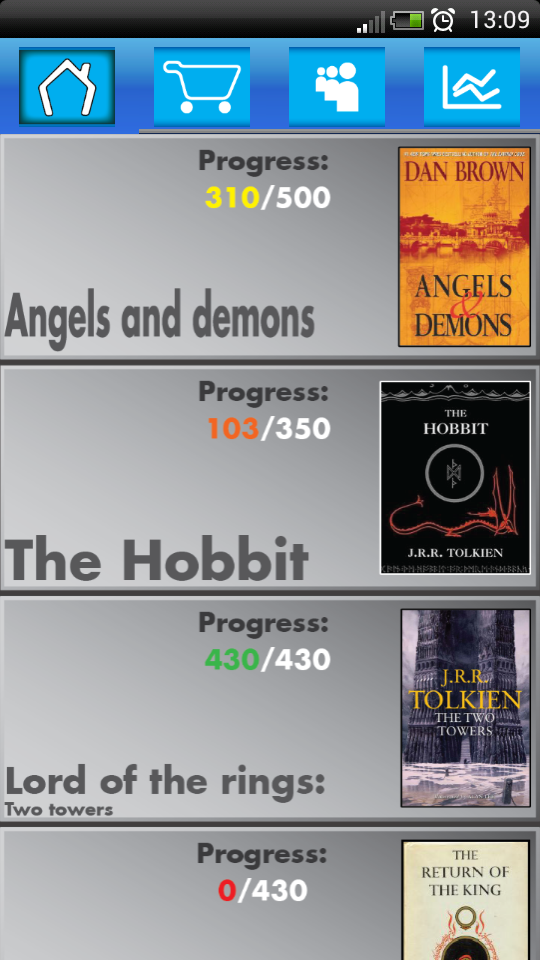 13:09
Progress:
310/500
Angels and demons
DAN BROWN
ANGELS
&
DEMONS
Progress:
103/350
The Hobbit
THE
HOBBIT
J.R.R. TOLKIEN
Progress:
430/430
Lord of the rings:
Two towers
J.R.R.
TOLKIEN
THE TWO
TOWERS
Progress:
0/430
THE
RETURN OF
THE KING